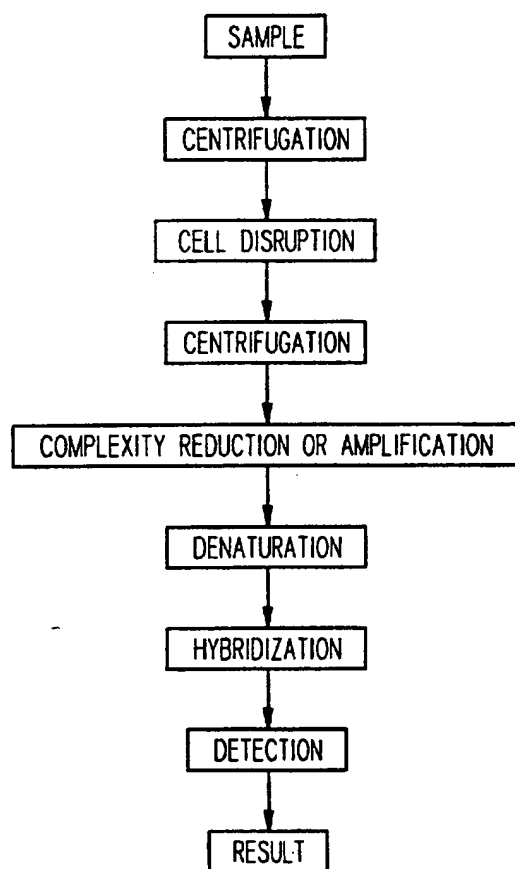 SAMPLE
CENTRIFUGATION
CELL DISRUPTION
CENTRIFUGATION
COMPLEXITY REDUCTION OR AMPLIFICATION
DENATURATION
HYBRIDIZATION
DETECTION
RESULT